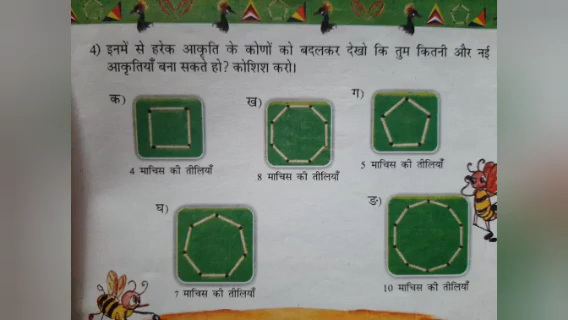 4) इनमें से हरेक आकृति के कोणों को बदलकर देखो कि तुम कितनी और नई
आकृतियाँ बना सकते हो? कोशिश करो।
क)
ख)
ग)
4 माचिस की तीलियाँ
8 माचिस की तीलियाँ
5 माचिस की तीलियाँ
घ)
ङ)
7 माचिस की तीलियाँ
10 माचिस की तीलियाँ